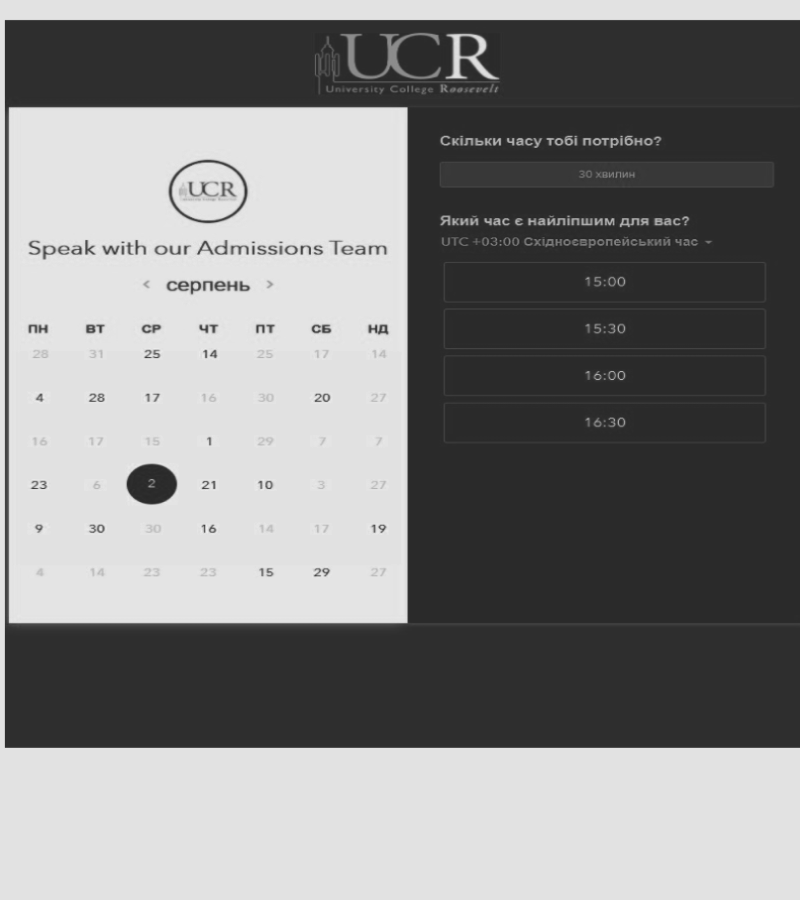 UCR
University College Roosevelt
UCR
Speak with our Admissions Team
< серпень >
ПН ВТ СР ЧТ ПТ СБ НД
28 31 25 14 25 17 14
4 28 17 16 30 20 27
16 17 15 1 29 7 7
23 6 2 21 10 3 27
9 30 30 16 14 17 19
4 14 23 23 15 29 27
Скільки часу тобі потрібно?
30 хвилин
Який час є найліпшим для вас?
UTC +03:00 Східноєвропейський час
15:00
15:30
16:00
16:30